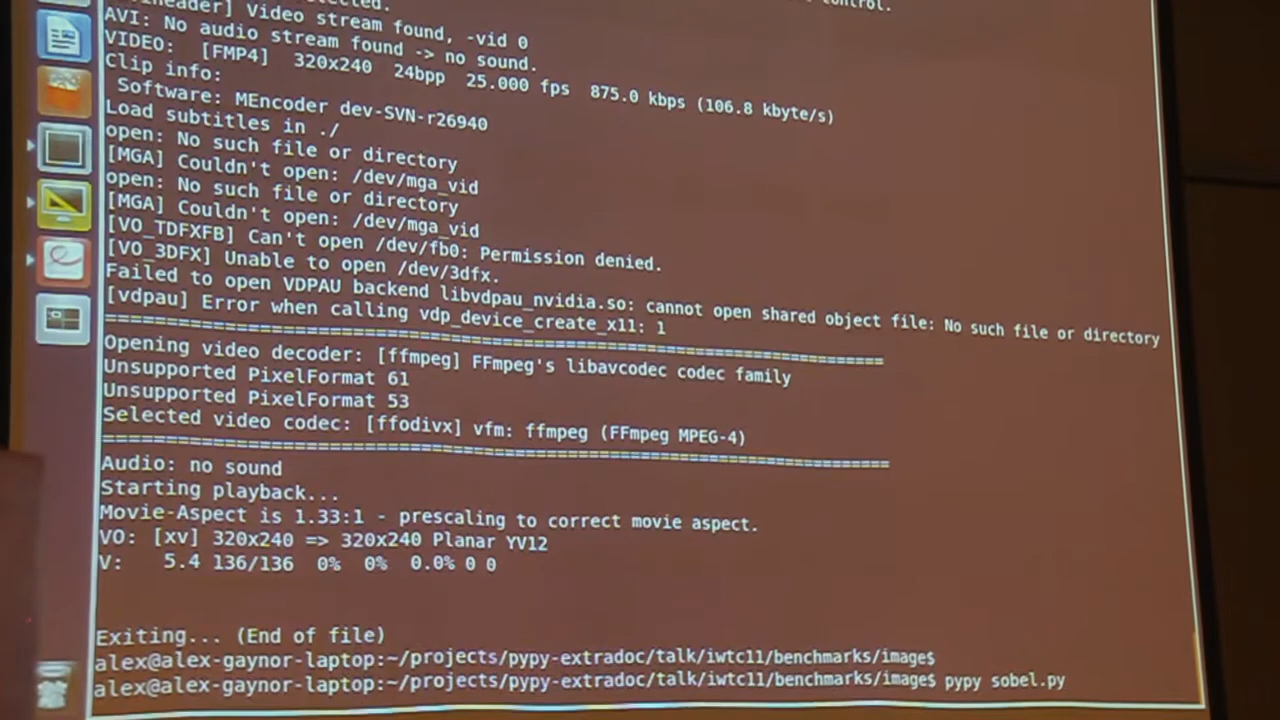 control.
header] Video stream found, -vid 0
AVI: No audio stream found -> no sound.
VIDEO:  [FMP4]  320x240  24bpp  25.000 fps  875.0 kbps (106.8 kbyte/s)
Clip info:
 Software: MEncoder dev-SVN-r26940
Load subtitles in ./
open: No such file or directory
[MGA] Couldn't open: /dev/mga_vid
open: No such file or directory
[MGA] Couldn't open: /dev/mga_vid
[VO_TDFXFB] Can't open /dev/fb0: Permission denied.
[VO_3DFX] Unable to open /dev/3dfx.
Failed to open VDPAU backend libvdpau_nvidia.so: cannot open shared object file: No such file or directory
[vdpau] Error when calling vdp_device_create_x11: 1
==========================================================================
Opening video decoder: [ffmpeg] FFmpeg's libavcodec codec family
Unsupported PixelFormat 61
Unsupported PixelFormat 53
Selected video codec: [ffodivx] vfm: ffmpeg (FFmpeg MPEG-4)
==========================================================================
Audio: no sound
Starting playback...
Movie-Aspect is 1.33:1 - prescaling to correct movie aspect.
VO: [xv] 320x240 => 320x240 Planar YV12
V:   5.4 136/136  0%  0%  0.0% 0 0
Exiting... (End of file)
alex@alex-gaynor-laptop:~/projects/pypy-extradoc/talk/iwtc11/benchmarks/image$
alex@alex-gaynor-laptop:~/projects/pypy-extradoc/talk/iwtc11/benchmarks/image$ pypy sobel.py